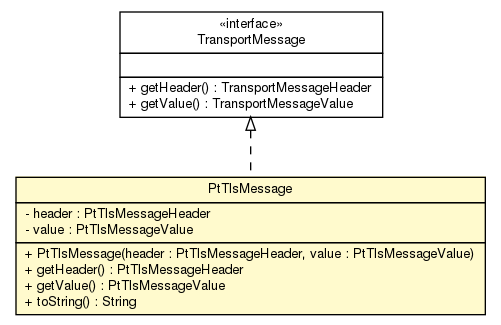 «interface»
TransportMessage
+ getHeader() : TransportMessageHeader
+ getValue() : TransportMessageValue
PtTlsMessage
- header : PtTlsMessageHeader
- value : PtTlsMessageValue
+ PtTlsMessage(header : PtTlsMessageHeader, value : PtTlsMessageValue)
+ getHeader() : PtTlsMessageHeader
+ getValue() : PtTlsMessageValue
+ toString() : String